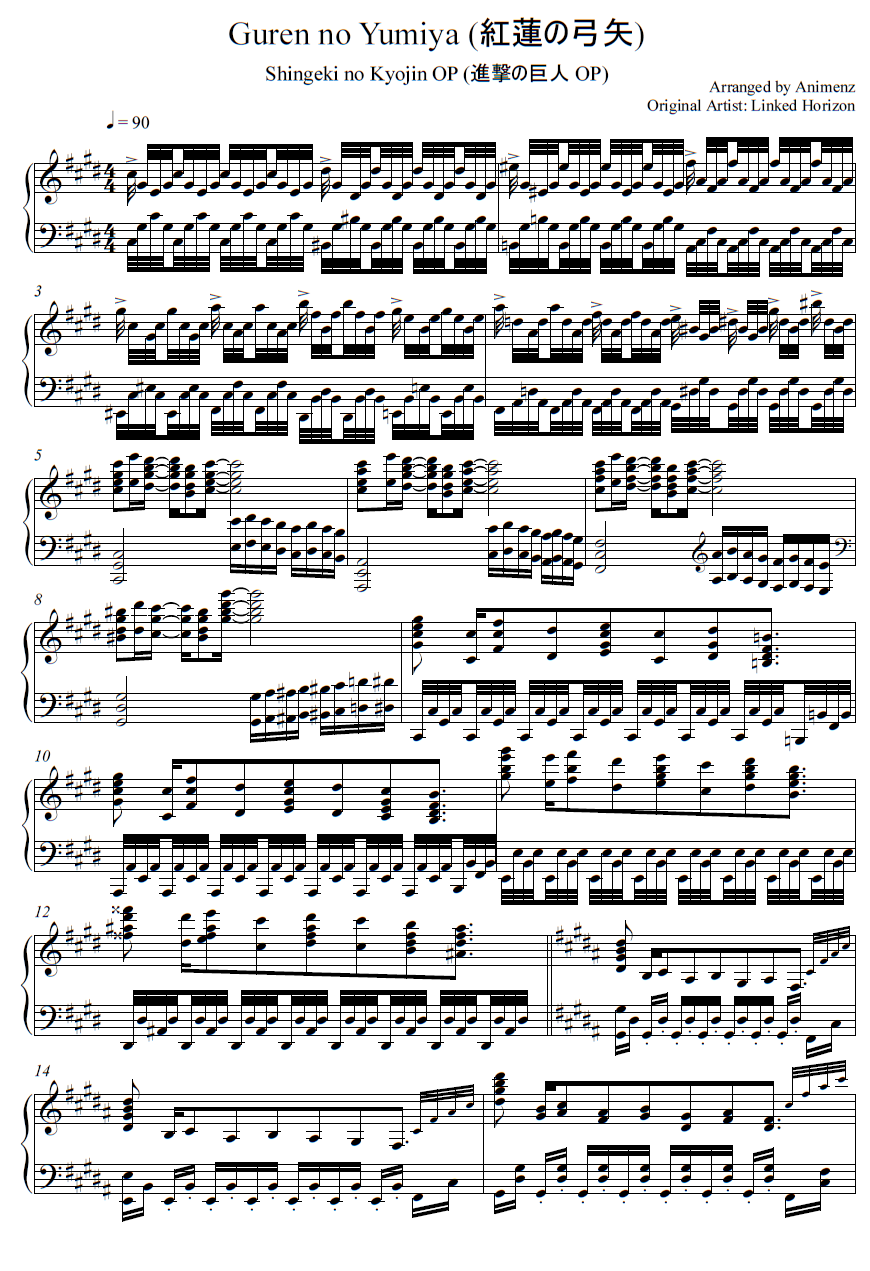 Guren no Yumiya (紅蓮の弓矢)
Shingeki no Kyojin OP (進撃の巨人 OP)
Arranged by Animenz
Original Artist: Linked Horizon
♩ = 90
3
5
8
10
12
14